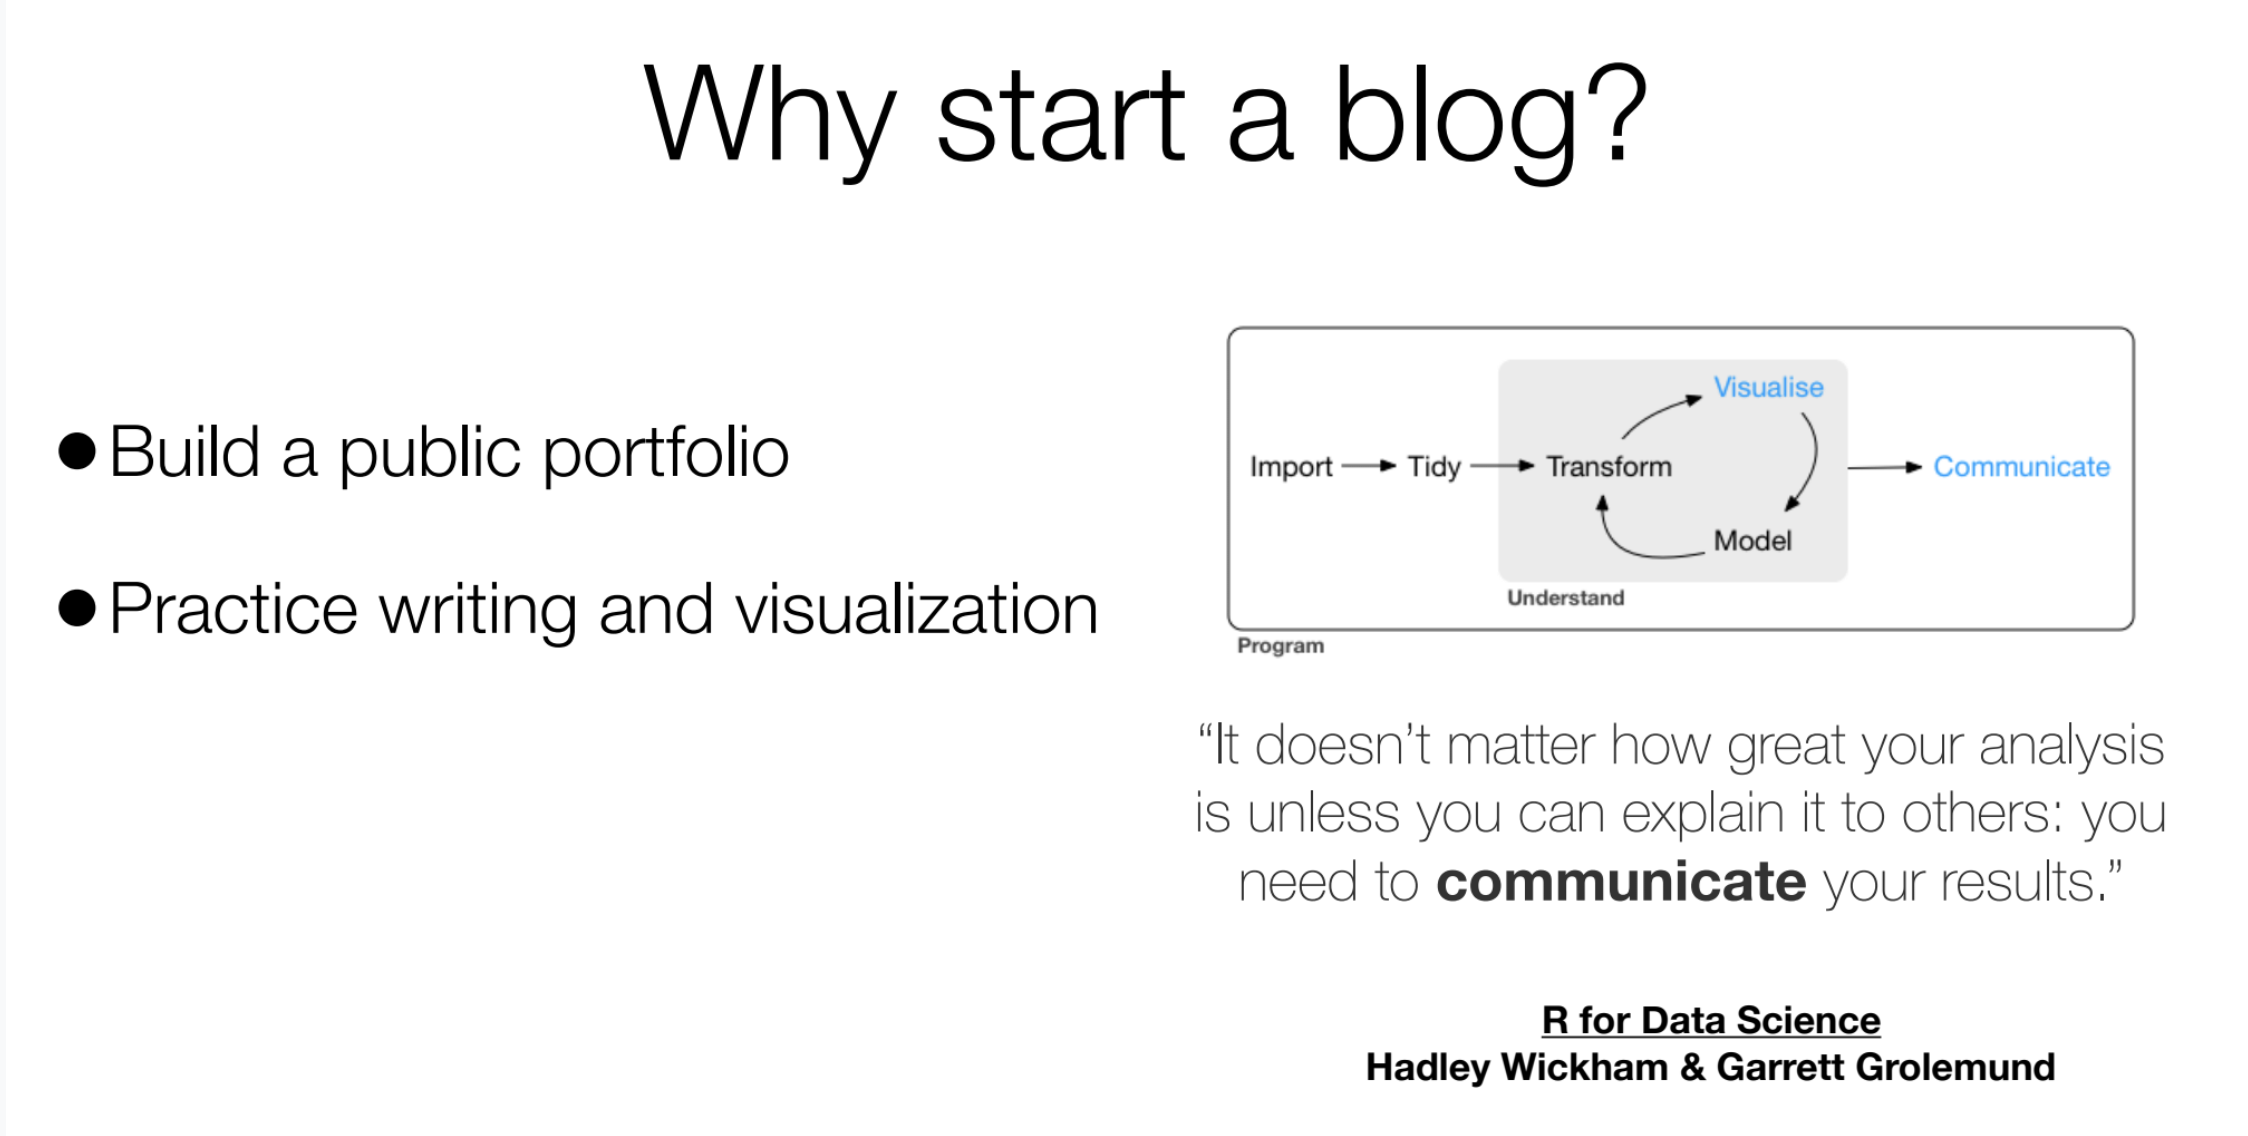 Why start a blog?
●Build a public portfolio
●Practice writing and visualization
Visualise
Import Tidy Transform Communicate
Model
Understand
Program
“It doesn’t matter how great your analysis
is unless you can explain it to others: you
need to communicate your results.”
R for Data Science
Hadley Wickham & Garrett Grolemund